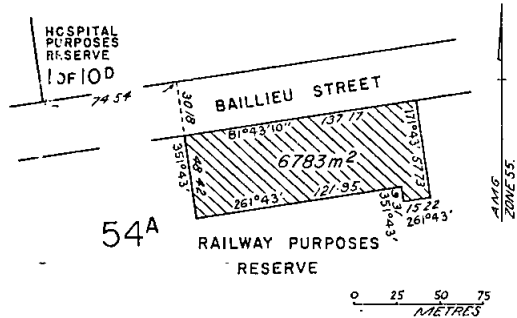 HOSPITAL
PURPOSES
RESERVE
1 OF 10D
74 54
30 18
BAILLIEU STREET
81°43'10"
137·17
171°43'
57·73
351°43'
48·42
6783m²
261°43'
121·95
9·31
351°43'
15·22
261°43'
54A
RAILWAY PURPOSES
RESERVE
AMG
ZONE 55.
0 25 50 75
METRES